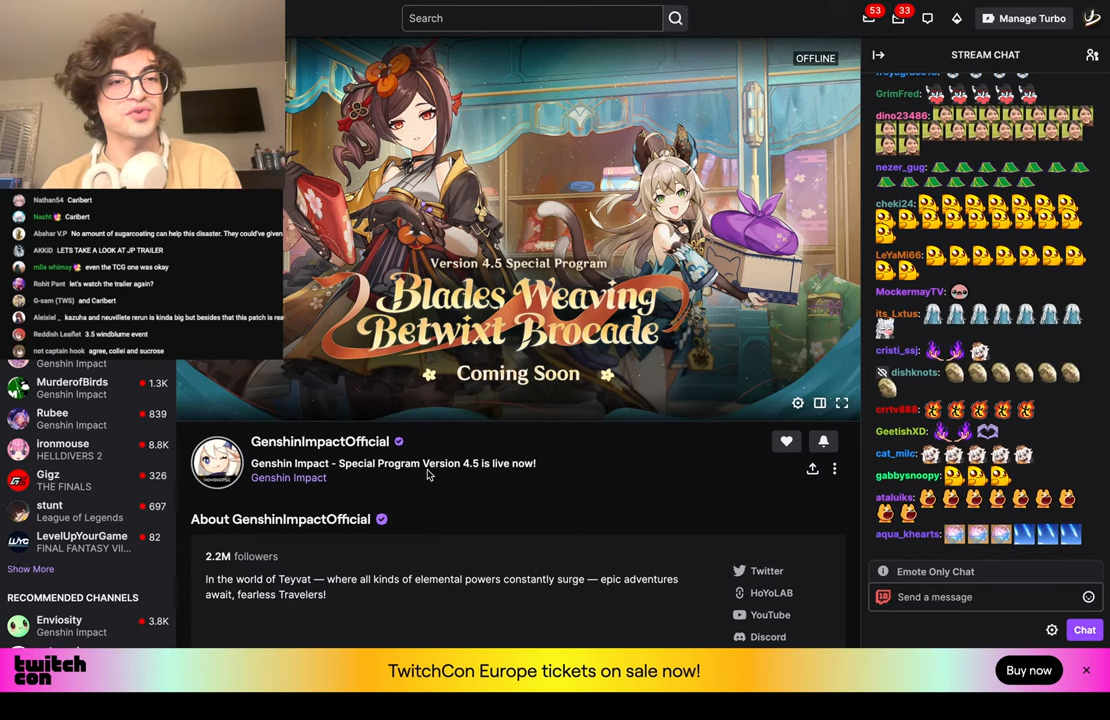 Search
53
33
Manage Turbo
OFFLINE
STREAM CHAT
GrimFred:
dino23486:
nezer_gug:
cheki24:
LeYaMi66:
MockermayTV:
its_Lxtus:
cristi_ssj:
dishknots:
crrtv888:
GeetishXD:
cat_milc:
gabbysnoopy:
ataluiks:
aqua_khearts:
Emote Only Chat
Send a message
Chat
Nathan54 Caribert
Nacht Caribert
Abshar V.P No amount of sugarcoating can help this disaster. They could've given
AKKID LETS TAKE A LOOK AT JP TRAILER
mile whimsy even the TCG one was okay
Rohit Pant let's watch the trailer again?
G-sam (TWS) and Caribert
Aleixiel _ kazuha and neuvillete rerun is kinda big but besides that this patch is rea
Reddish Leaflet 3.5 windblume event
not captain hook agree, collei and sucrose
Genshin Impact
MurderofBirds 1.3K
Genshin Impact
Rubee 839
Genshin Impact
ironmouse 8.8K
HELLDIVERS 2
Gigz 326
THE FINALS
stunt 697
League of Legends
LevelUpYourGame 82
FINAL FANTASY VII...
Show More
RECOMMENDED CHANNELS
Enviosity 3.8K
Genshin Impact
Version 4.5 Special Program
Blades Weaving
Betwixt Brocade
Coming Soon
HOYOVERSE
GenshinImpactOfficial
Genshin Impact - Special Program Version 4.5 is live now!
Genshin Impact
About GenshinImpactOfficial
2.2M followers
In the world of Teyvat — where all kinds of elemental powers constantly surge — epic adventures
await, fearless Travelers!
Twitter
HoYoLAB
YouTube
Discord
twitch
con
TwitchCon Europe tickets on sale now!
Buy now